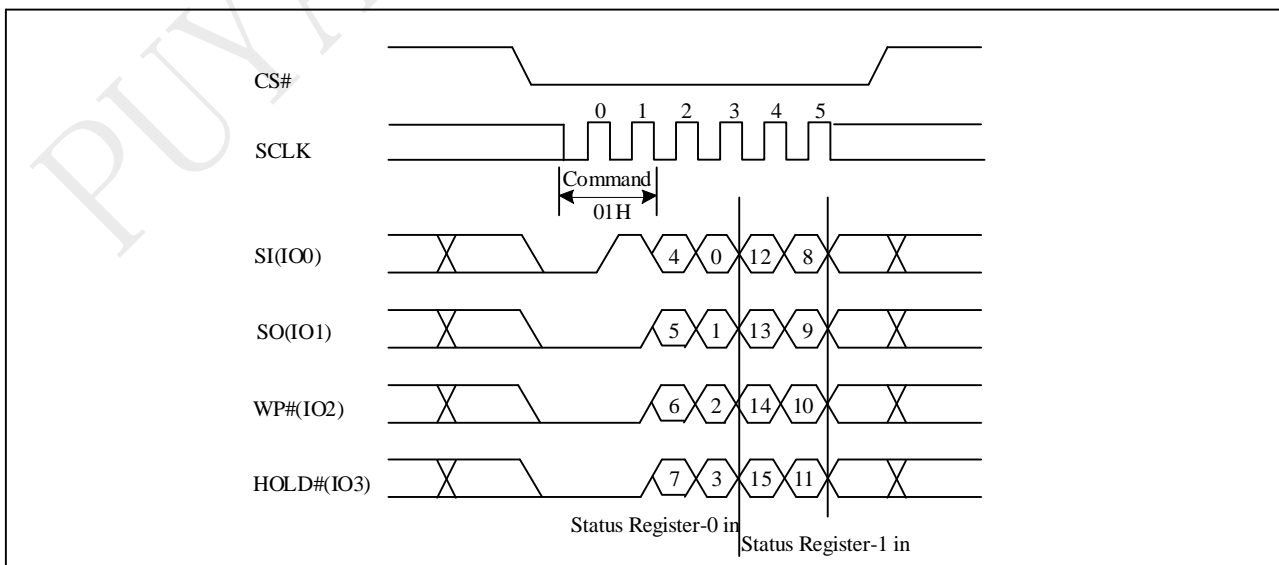 PUYA
CS#
0 1 2 3 4 5
SCLK
Command
01H
SI(IO0) 4 0 12 8
SO(IO1) 5 1 13 9
WP#(IO2) 6 2 14 10
HOLD#(IO3) 7 3 15 11
Status Register-0 in
Status Register-1 in